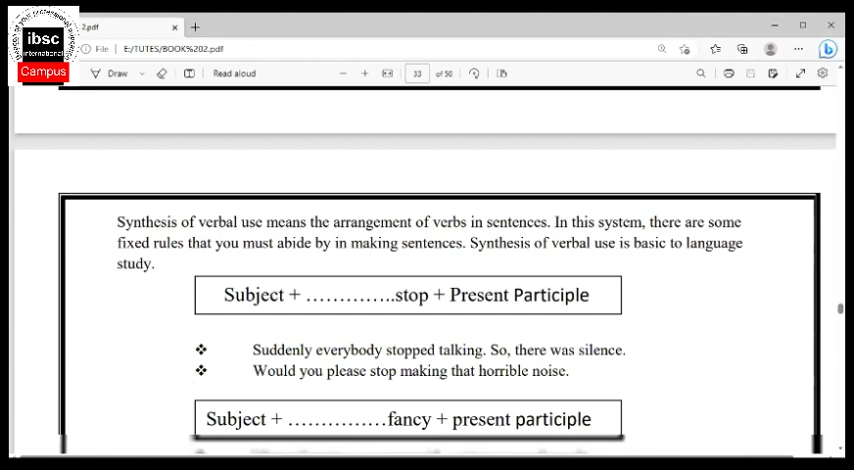 2.pdf
ibsc
international
Campus
File E:/TUTES/BOOK%202.pdf
Draw Read aloud 33 of 50
Synthesis of verbal use means the arrangement of verbs in sentences. In this system, there are some
fixed rules that you must abide by in making sentences. Synthesis of verbal use is basic to language
study.
Subject + …………..stop + Present Participle
❖ Suddenly everybody stopped talking. So, there was silence.
❖ Would you please stop making that horrible noise.
Subject + ……………fancy + present participle